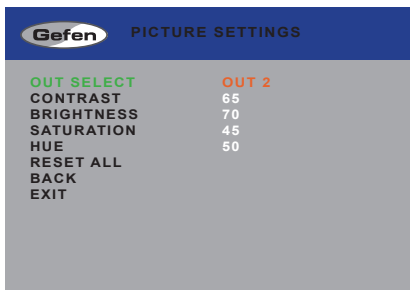 Gefen PICTURE SETTINGS
OUT SELECT OUT 2
CONTRAST 65
BRIGHTNESS 70
SATURATION 45
HUE 50
RESET ALL
BACK
EXIT